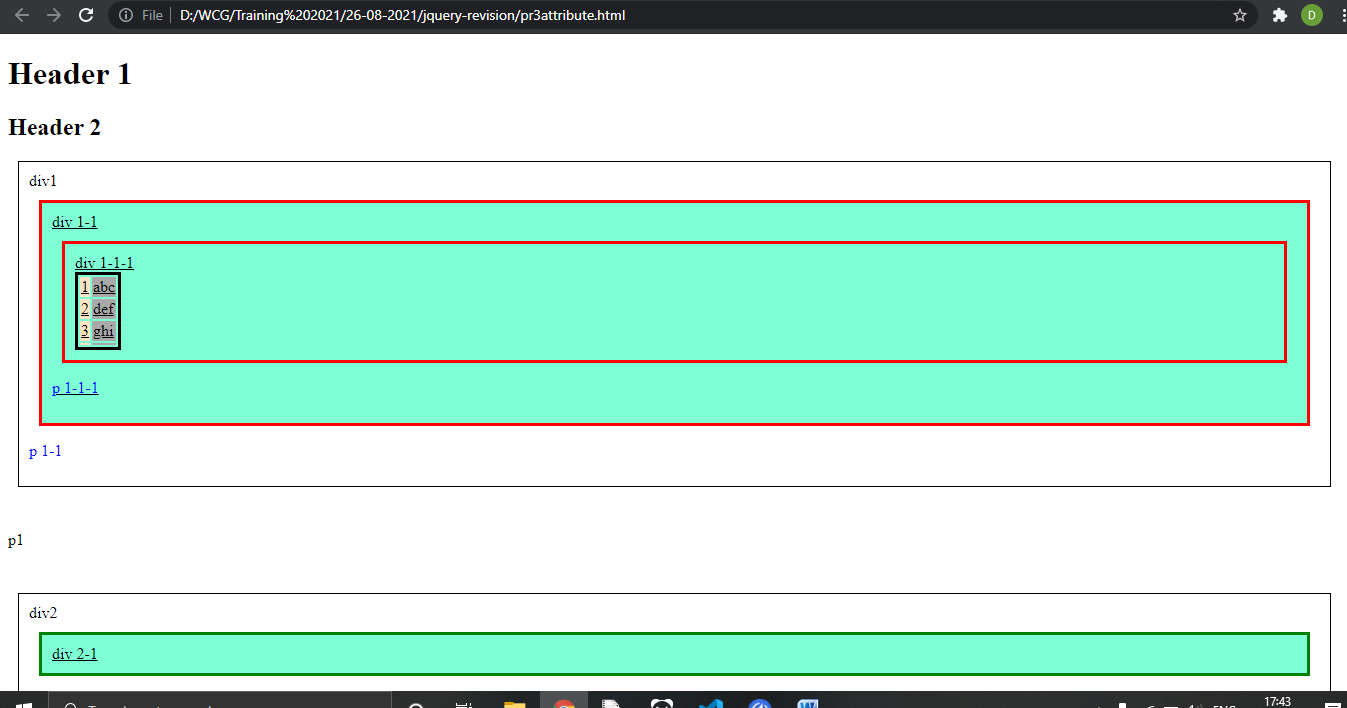 File D:/WCG/Training%202021/26-08-2021/jquery-revision/pr3attribute.html
D
Header 1
Header 2
div1
div 1-1
div 1-1-1
1 abc
2 def
3 ghi
p 1-1-1
p 1-1
p1
div2
div 2-1
17:43